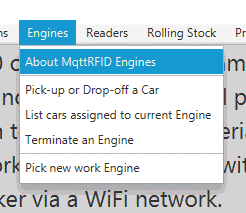 Engines Readers Rolling Stock
About MqttRFID Engines
Pick-up or Drop-off a Car
List cars assigned to current Engine
Terminate an Engine
Pick new work Engine
ker via a WiFi network.